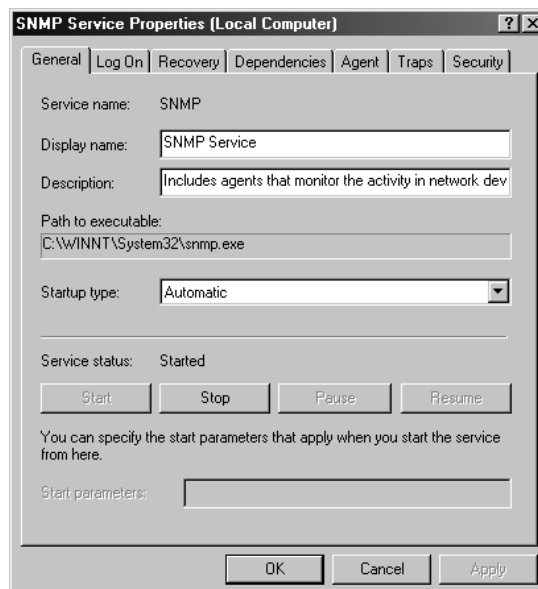 SNMP Service Properties (Local Computer)
General Log On Recovery Dependencies Agent Traps Security
Service name: SNMP
Display name: SNMP Service
Description: Includes agents that monitor the activity in network dev
Path to executable:
C:\WINNT\System32\snmp.exe
Startup type: Automatic
Service status: Started
Start Stop Pause Resume
You can specify the start parameters that apply when you start the service
from here.
Start parameters:
OK Cancel Apply